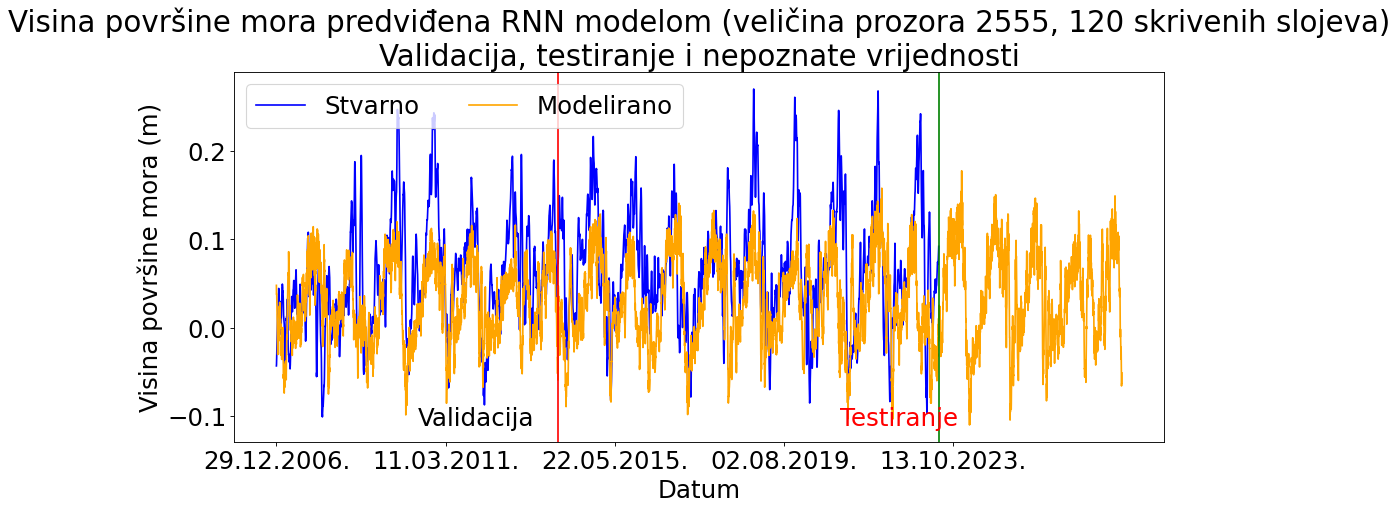 Visina površine mora predviđena RNN modelom (veličina prozora 2555, 120 skrivenih slojeva)
Validacija, testiranje i nepoznate vrijednosti
Stvarno
Modelirano
Visina površine mora (m)
0.2
0.1
0.0
−0.1
Validacija
Testiranje
29.12.2006.
11.03.2011.
22.05.2015.
02.08.2019.
13.10.2023.
Datum